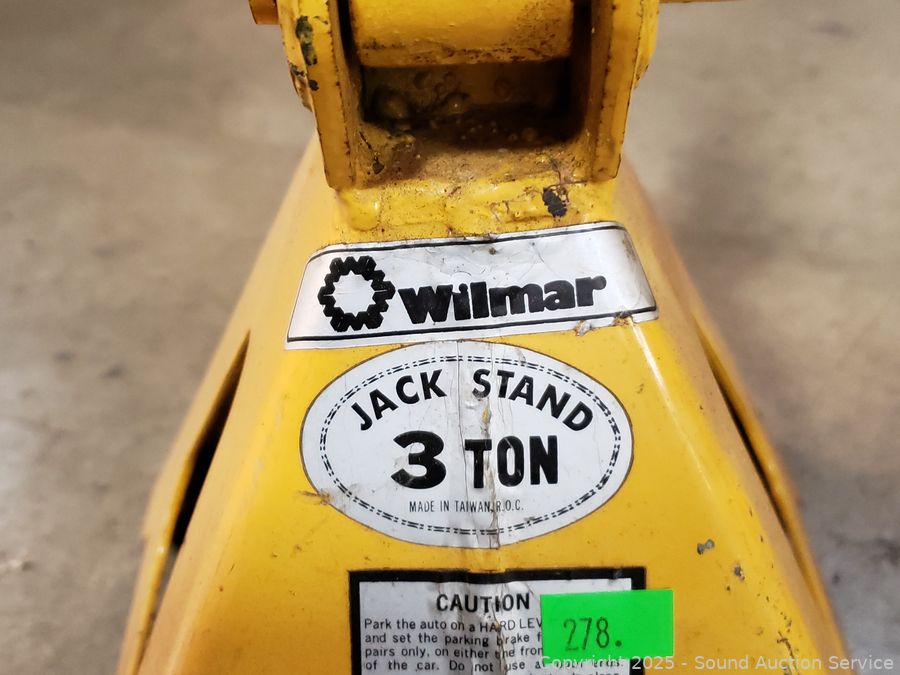 Wilmar
JACK STAND
3 TON
MADE IN TAIWAN, R.O.C.
CAUTION
Park the auto on a HARD LEV
and set the parking brake f
pairs only, on either the fron
of the car. Do not use a
278.
Copyright 2025 - Sound Auction Service